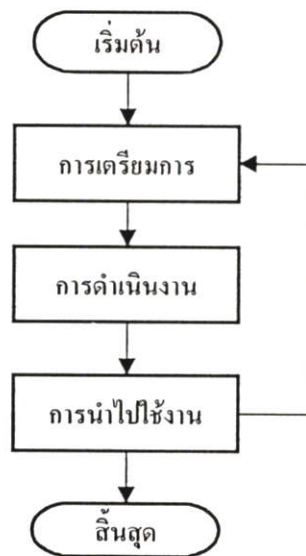 เริ่มต้น
การเตรียมการ
การดำเนินงาน
การนำไปใช้งาน
สิ้นสุด